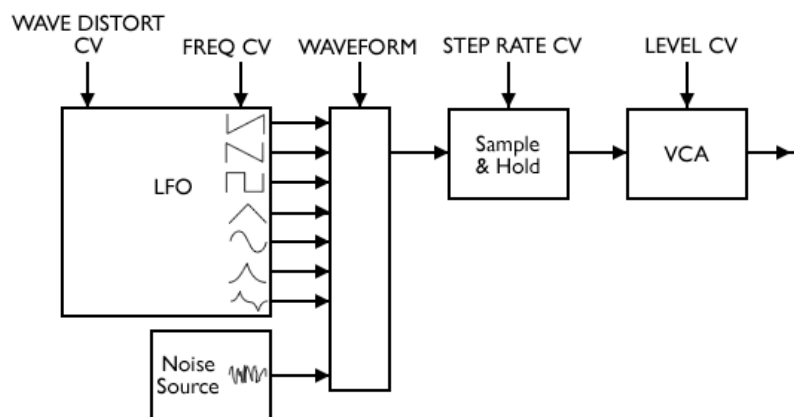 WAVE DISTORT
CV
FREQ CV
WAVEFORM
STEP RATE CV
LEVEL CV
LFO
Sample
& Hold
VCA
Noise
Source